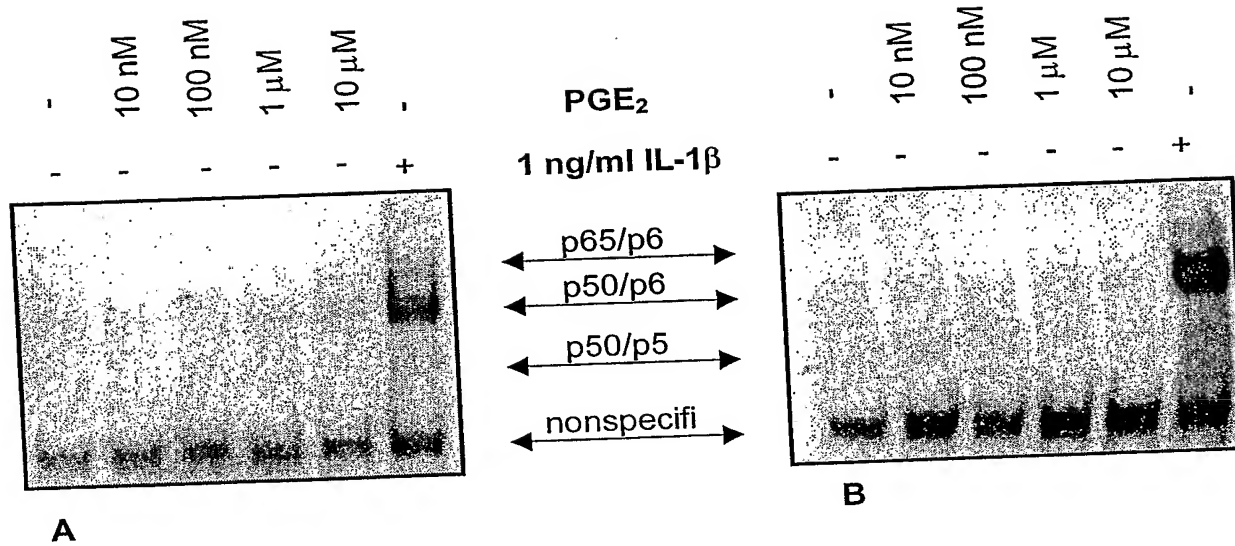 - 10 nM 100 nM 1 μM 10 μM - PGE₂ - 10 nM 100 nM 1 μM 10 μM -
- - - - - + 1 ng/ml IL-1β - - - - - +
p65/p6
p50/p6
p50/p5
nonspecifi
A
B